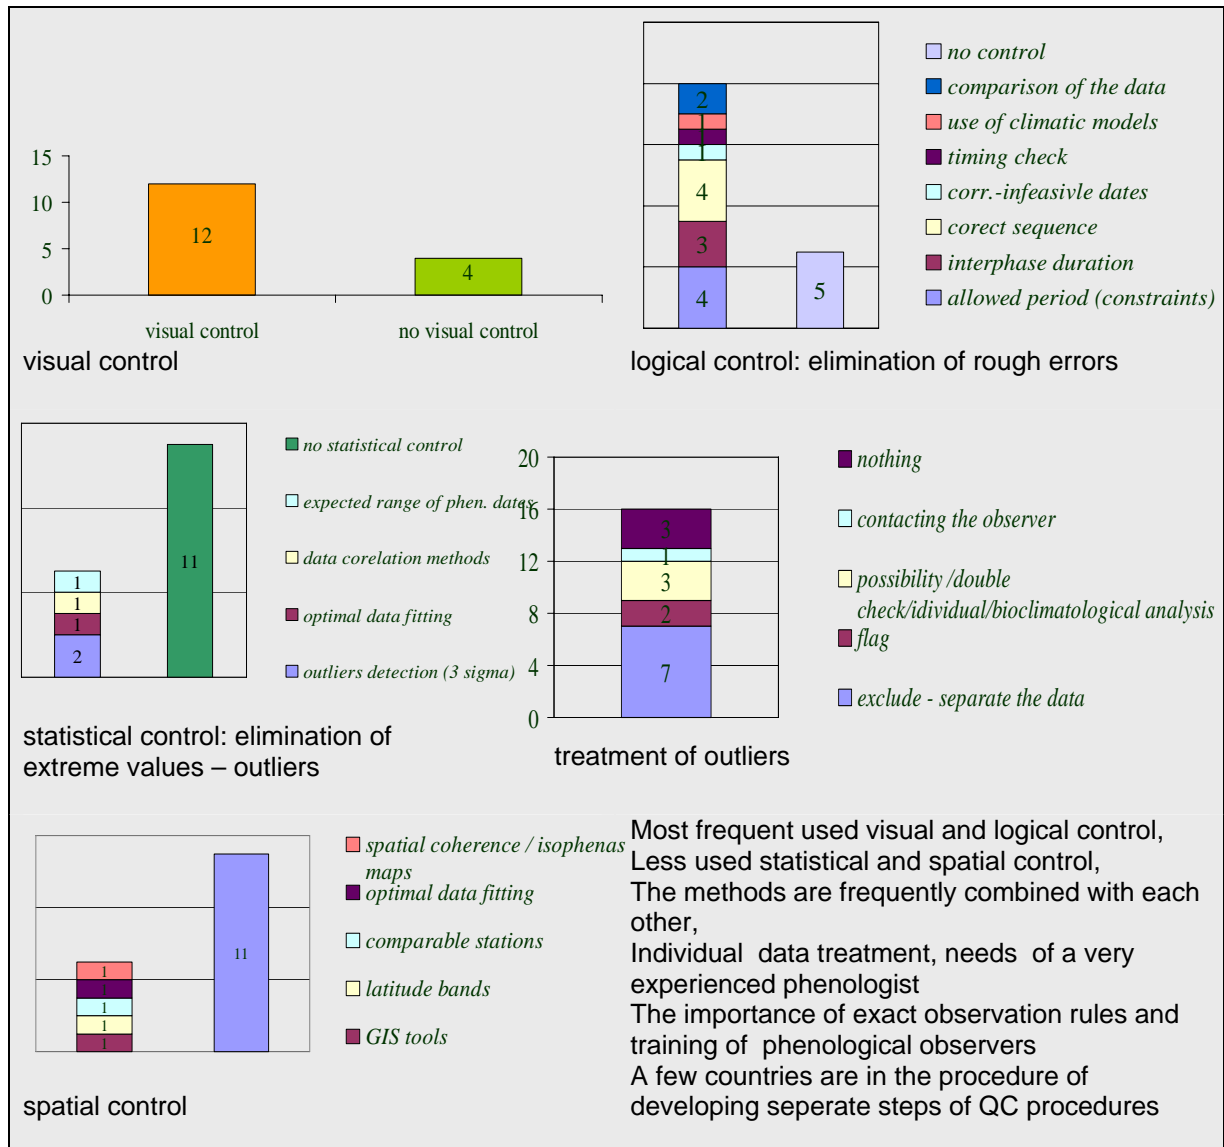 15
10
5
0
12
4
visual control
no visual control
visual control
2
1
1
1
4
3
4
5
no control
comparison of the data
use of climatic models
timing check
corr.-infeasivle dates
corect sequence
interphase duration
allowed period (constraints)
logical control: elimination of rough errors
1
1
1
2
11
no statistical control
expected range of phen. dates
data corelation methods
optimal data fitting
outliers detection (3 sigma)
statistical control: elimination of
extreme values – outliers
20
16
12
8
4
0
3
1
3
2
7
nothing
contacting the observer
possibility /double
check/idividual/bioclimatological analysis
flag
exclude - separate the data
treatment of outliers
1
1
1
1
1
11
spatial coherence / isophenas
maps
optimal data fitting
comparable stations
latitude bands
GIS tools
spatial control
Most frequent used visual and logical control,
Less used statistical and spatial control,
The methods are frequently combined with each
other,
Individual data treatment, needs of a very
experienced phenologist
The importance of exact observation rules and
training of phenological observers
A few countries are in the procedure of
developing seperate steps of QC procedures